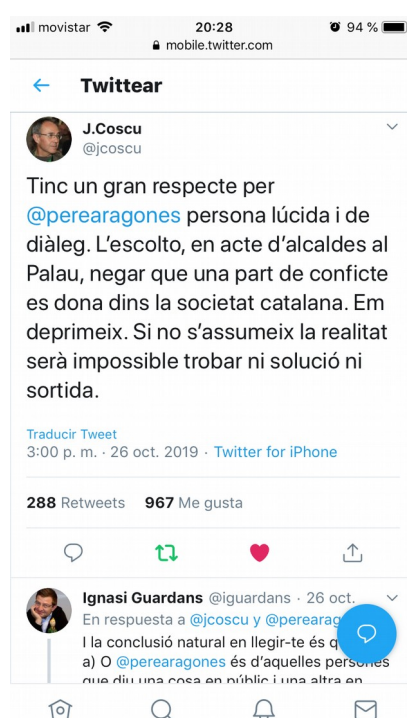 movistar 20:28 94 %
mobile.twitter.com
Twittear
J.Coscu
@jcoscu
Tinc un gran respecte per
@perearagones persona lúcida i de
diàleg. L’escolto, en acte d’alcaldes al
Palau, negar que una part de conficte
es dona dins la societat catalana. Em
deprimeix. Si no s’assumeix la realitat
serà impossible trobar ni solució ni
sortida.
Traducir Tweet
3:00 p. m. · 26 oct. 2019 · Twitter for iPhone
288 Retweets 967 Me gusta
Ignasi Guardans @iguardans · 26 oct.
En respuesta a @jcoscu y @perearag
I la conclusió natural en llegir-te és q
a) O @perearagones és d’aquelles persones
que diu una cosa en públic i una altra en